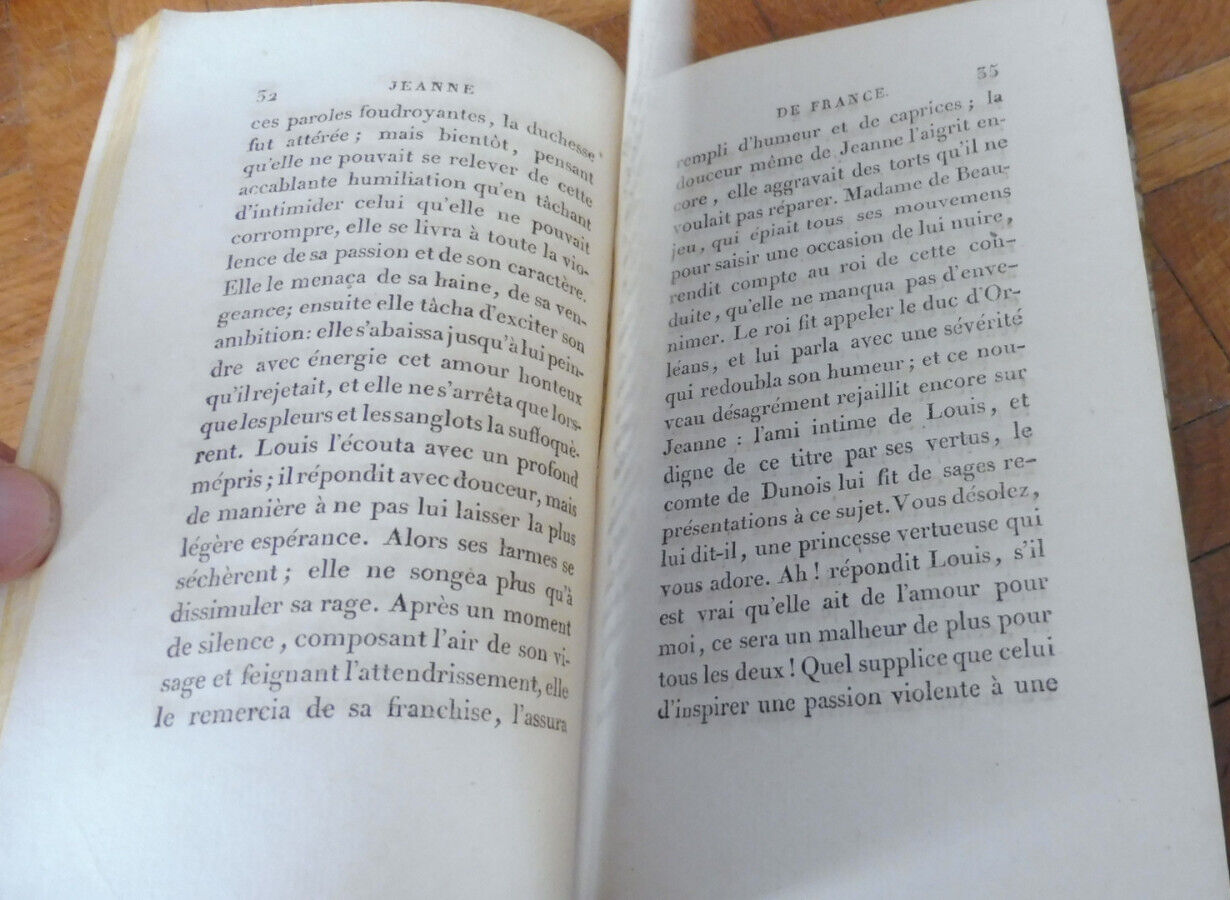 32 JEANNE
ces paroles foudroyantes, la duchesse
fut attérée ; mais bientôt, pensant
qu'elle ne pouvait se relever de cette
accablante humiliation qu'en tâchant
d'intimider celui qu'elle ne pouvait
corrompre, elle se livra à toute la vio-
lence de sa passion et de son caractère.
Elle le menaça de sa haine, de sa ven-
geance; ensuite elle tâcha d'exciter son
ambition: elle s'abaissa jusqu'à lui pein-
dre avec énergie cet amour honteux
qu'il rejetait, et elle ne s'arrêta que lors-
que les pleurs et les sanglots la suffoquè-
rent. Louis l'écouta avec un profond
mépris ; il répondit avec douceur, mais
de manière à ne pas lui laisser la plus
légère espérance. Alors ses larmes se
séchèrent ; elle ne songea plus qu'à
dissimuler sa rage. Après un moment
de silence, composant l'air de son vi-
sage et feignant l'attendrissement, elle
le remercia de sa franchise, l'assura
DE FRANCE. 35
rempli d'humeur et de caprices ; la
douceur même de Jeanne l'aigrit en-
core, elle aggravait des torts qu'il ne
voulait pas réparer. Madame de Beau-
jeu, qui épiait tous ses mouvemens
pour saisir une occasion de lui nuire,
rendit compte au roi de cette con-
duite, qu'elle ne manqua pas d'enve-
nimer. Le roi fit appeler le duc d'Or-
léans, et lui parla avec une sévérité
qui redoubla son humeur ; et ce nou-
veau désagrément rejaillit encore sur
Jeanne : l'ami intime de Louis, et
digne de ce titre par ses vertus, le
comte de Dunois lui fit de sages re-
présentations à ce sujet. Vous désolez,
lui dit-il, une princesse vertueuse qui
vous adore. Ah ! répondit Louis, s'il
est vrai qu'elle ait de l'amour pour
moi, ce sera un malheur de plus pour
tous les deux ! Quel supplice que celui
d'inspirer une passion violente à une